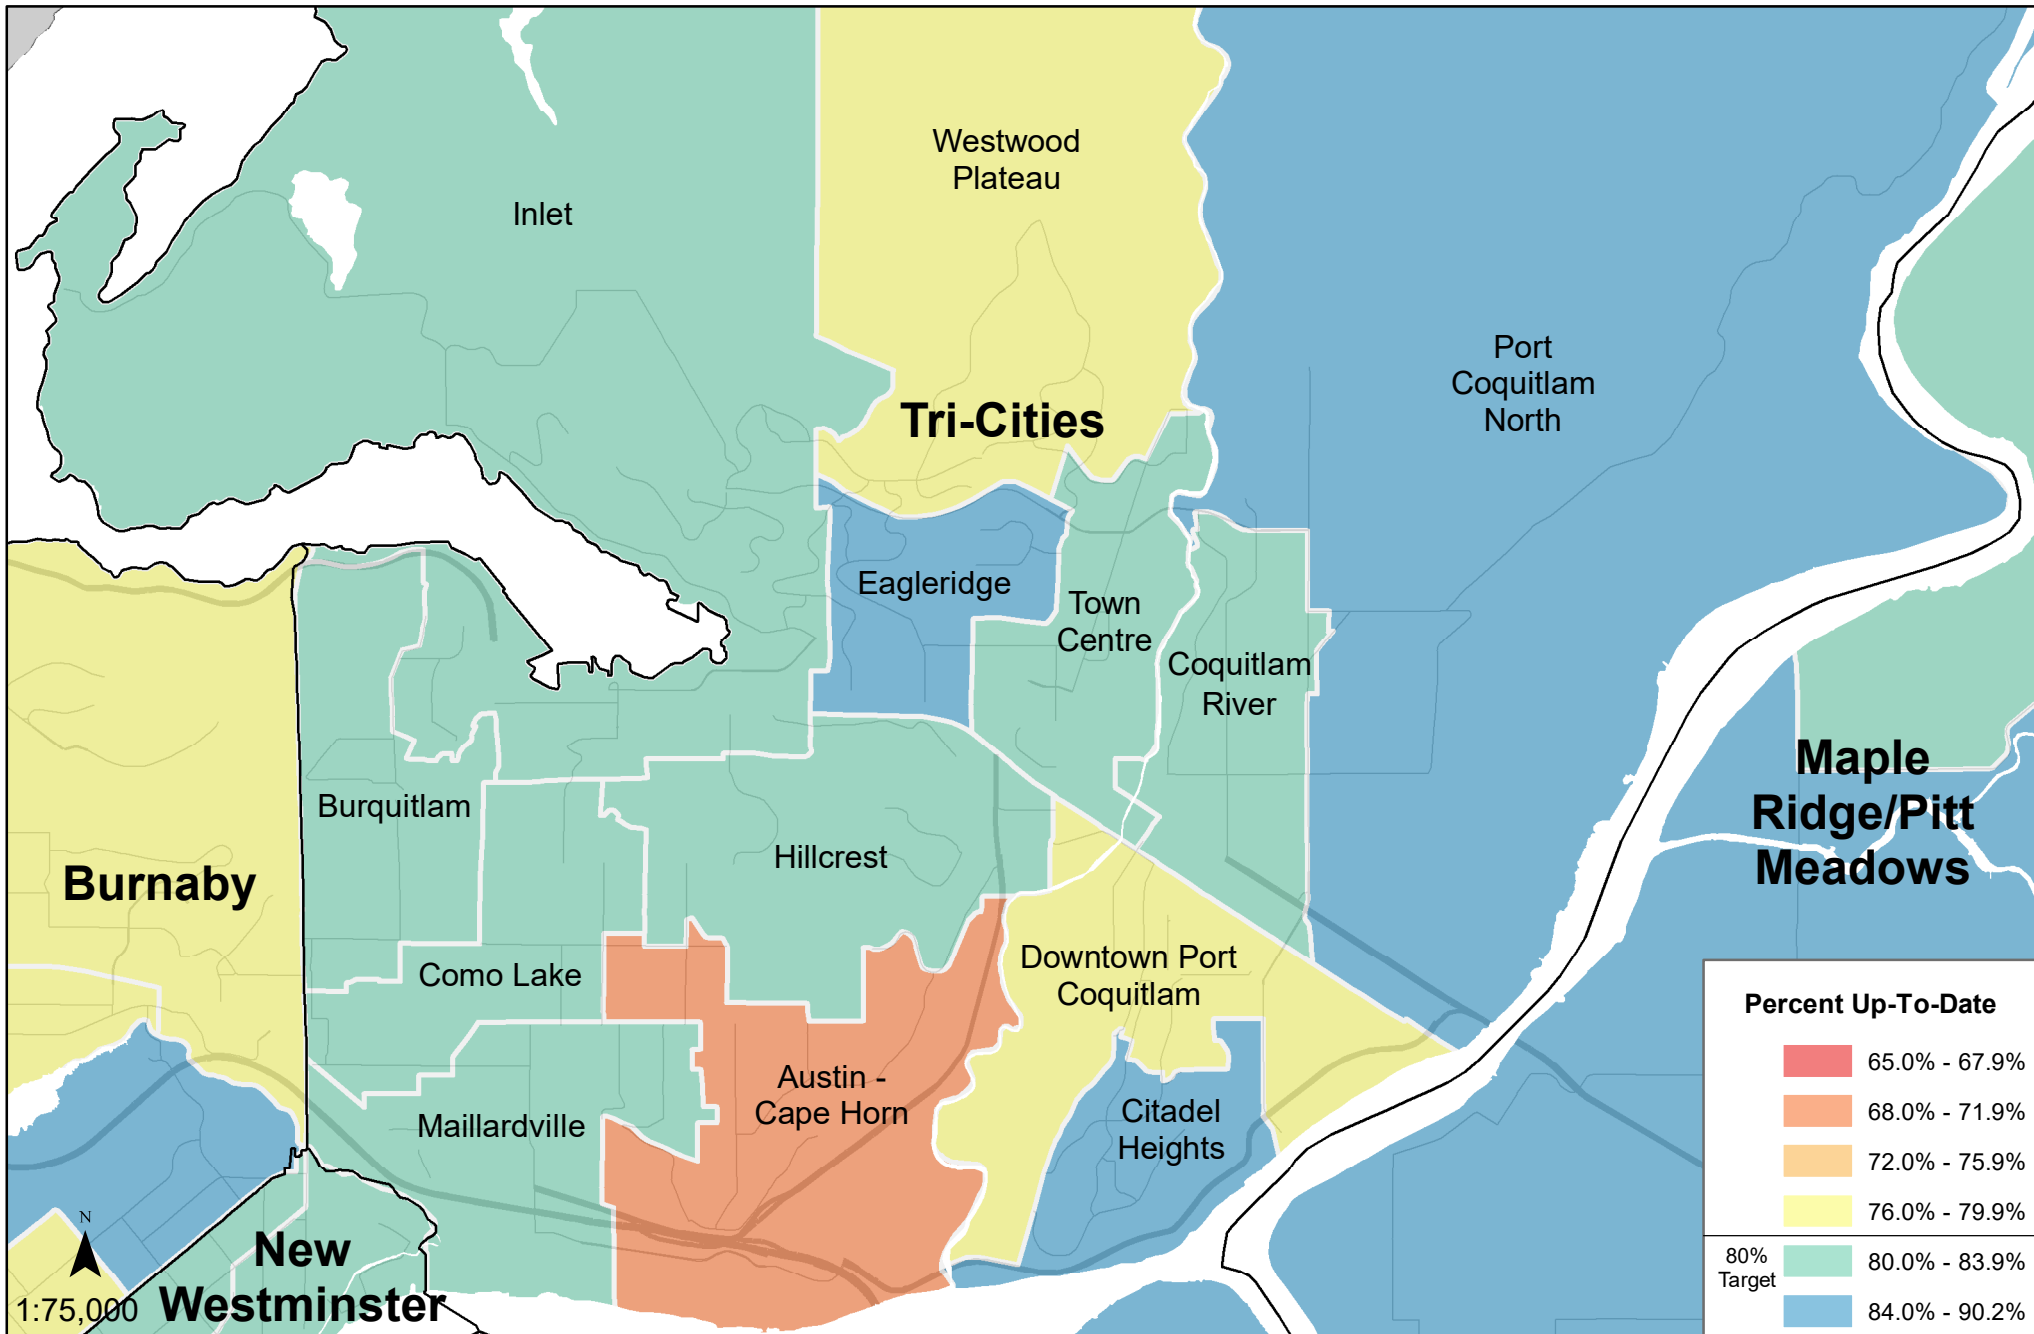 Westwood
Plateau
Inlet
Port
Coquitlam
North
Tri-Cities
Eagleridge
Town
Centre
Coquitlam
River
Burquitlam
Hillcrest
Maple
Ridge/Pitt
Meadows
Burnaby
Como Lake
Downtown Port
Coquitlam
Austin -
Cape Horn
Citadel
Heights
Maillardville
New
Westminster
N
1:75,000
Percent Up-To-Date
65.0% - 67.9%
68.0% - 71.9%
72.0% - 75.9%
76.0% - 79.9%
80%
Target
80.0% - 83.9%
84.0% - 90.2%